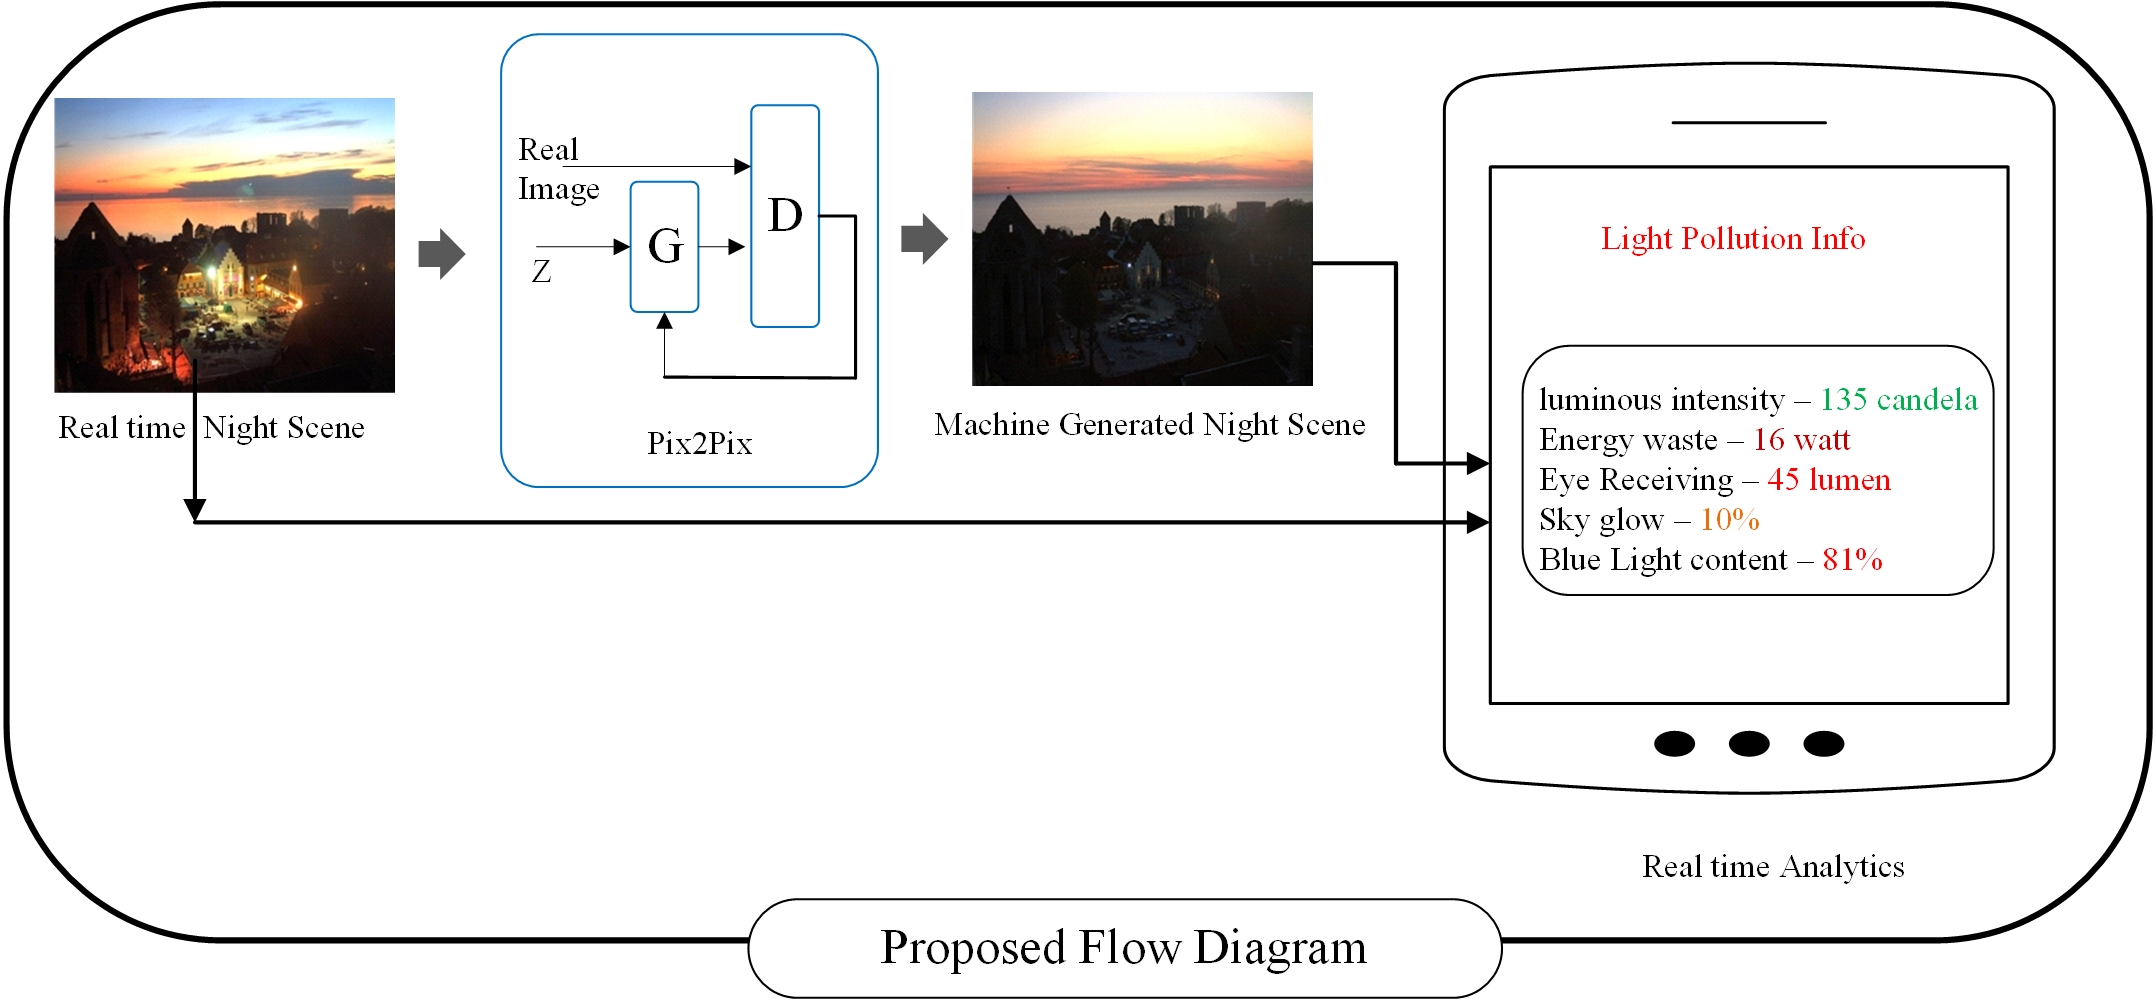 Real time Night Scene
Real
Image
Z
G
D
Pix2Pix
Machine Generated Night Scene
Light Pollution Info
luminous intensity – 135 candela
Energy waste – 16 watt
Eye Receiving – 45 lumen
Sky glow – 10%
Blue Light content – 81%
Real time Analytics
Proposed Flow Diagram